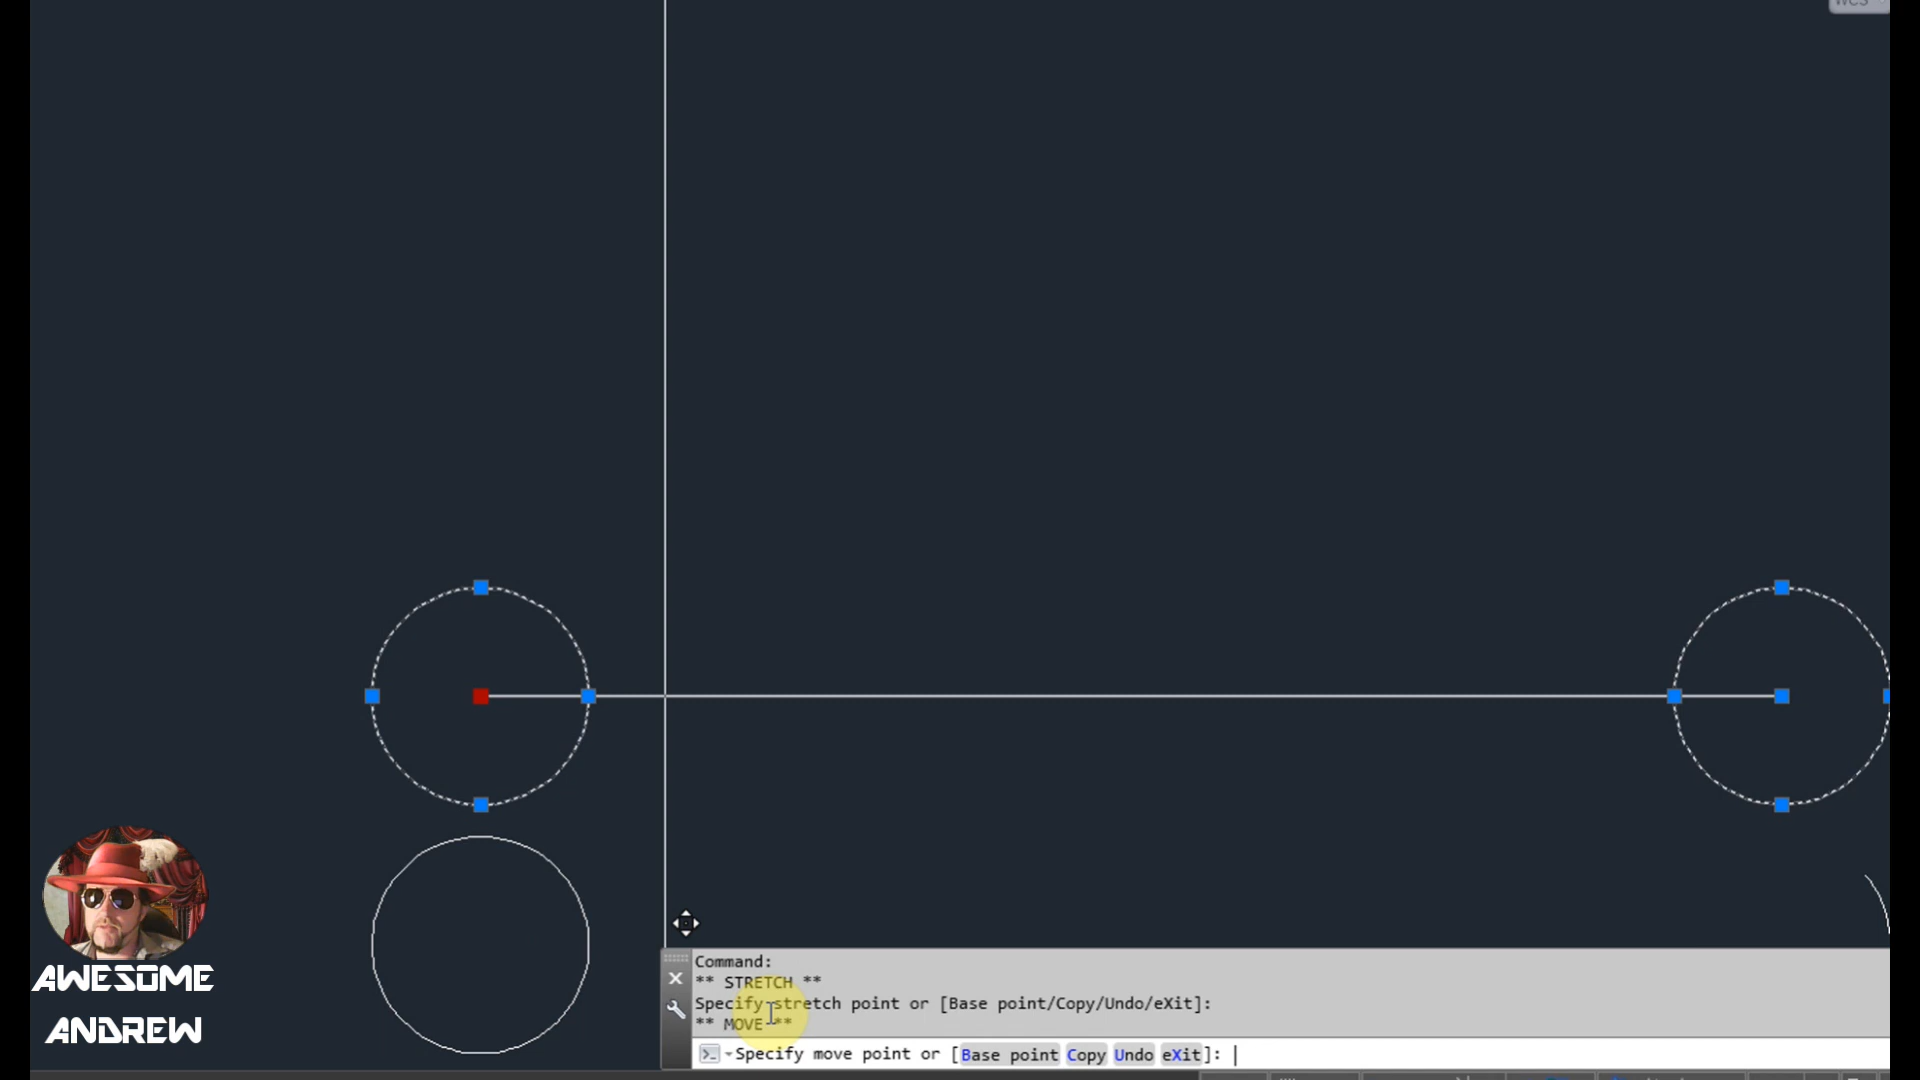 WCS
Command:
** STRETCH **
Specify stretch point or [Base point/Copy/Undo/eXit]:
** MOVE **
Specify move point or [Base point Copy Undo eXit]:
AWESOME
ANDREW